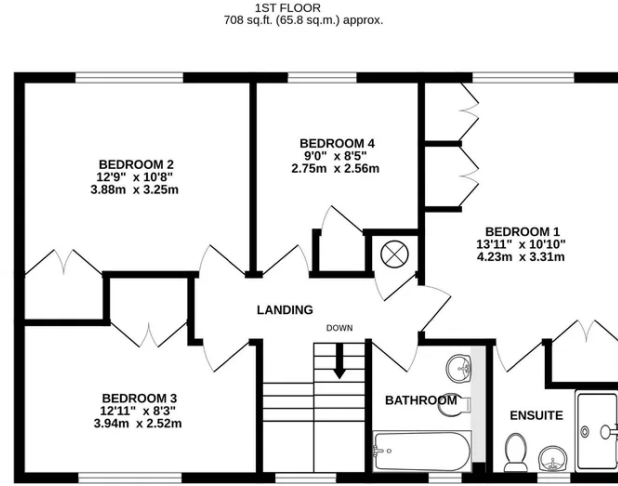 1ST FLOOR
708 sq.ft. (65.8 sq.m.) approx.
BEDROOM 2
12'9" x 10'8"
3.88m x 3.25m
BEDROOM 4
9'0" x 8'5"
2.75m x 2.56m
BEDROOM 1
13'11" x 10'10"
4.23m x 3.31m
LANDING
DOWN
BEDROOM 3
12'11" x 8'3"
3.94m x 2.52m
BATHROOM
ENSUITE